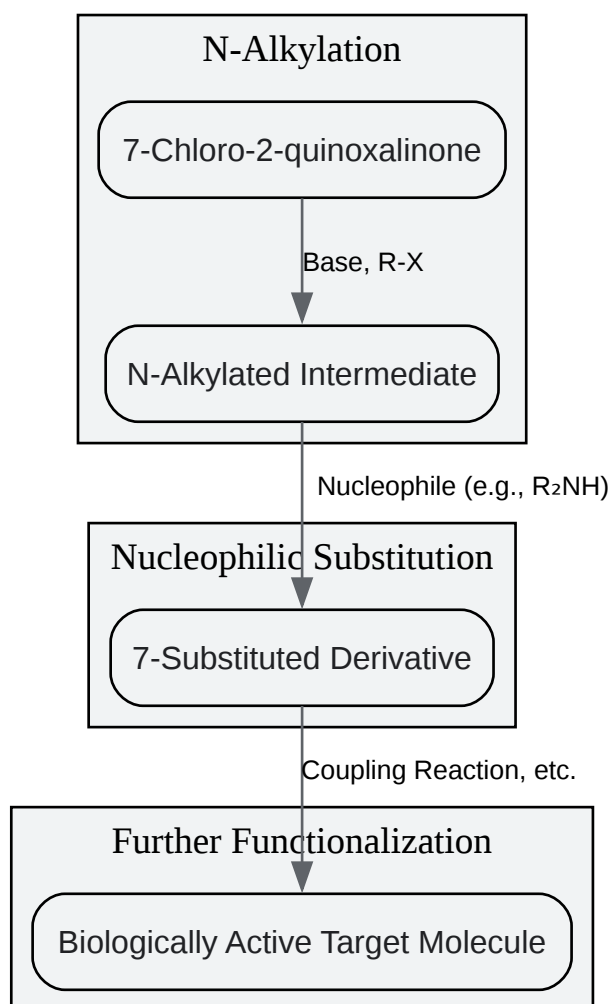 N-Alkylation
7-Chloro-2-quinoxalinone
Base, R-X
N-Alkylated Intermediate
Nucleophile (e.g., R₂NH)
Nucleophilic Substitution
7-Substituted Derivative
Coupling Reaction, etc.
Further Functionalization
Biologically Active Target Molecule